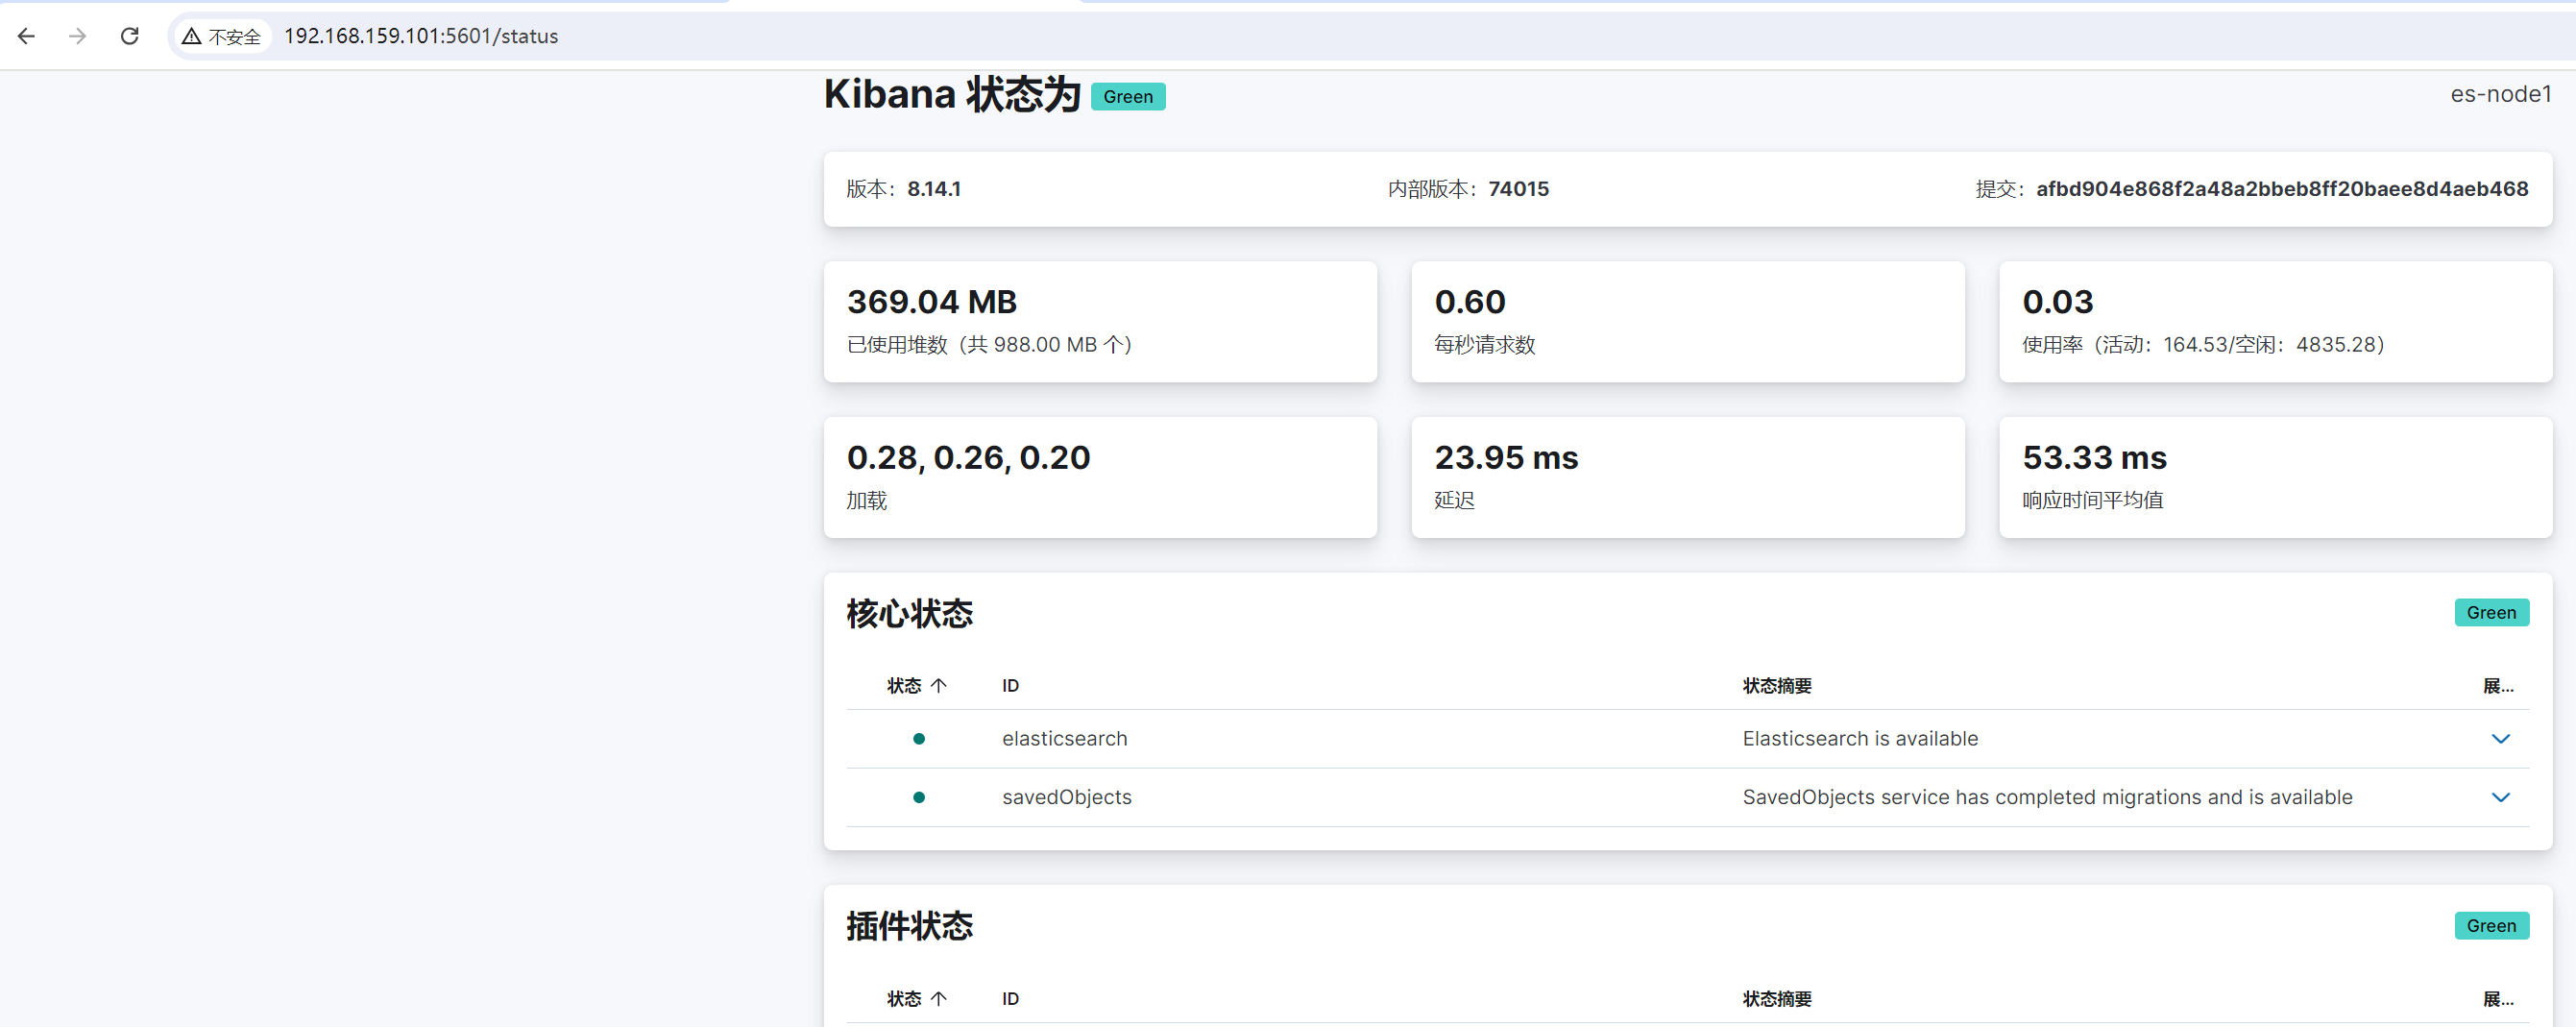 不安全 192.168.159.101:5601/status
Kibana 状态为 Green es-node1
版本：8.14.1 内部版本：74015 提交：afbd904e868f2a48a2bbeb8ff20baee8d4aeb468
369.04 MB
已使用堆数（共 988.00 MB 个）
0.60
每秒请求数
0.03
使用率（活动：164.53/空闲：4835.28）
0.28, 0.26, 0.20
加载
23.95 ms
延迟
53.33 ms
响应时间平均值
核心状态 Green
状态 ID 状态摘要 展...
elasticsearch Elasticsearch is available
savedObjects SavedObjects service has completed migrations and is available
插件状态 Green
状态 ID 状态摘要 展...